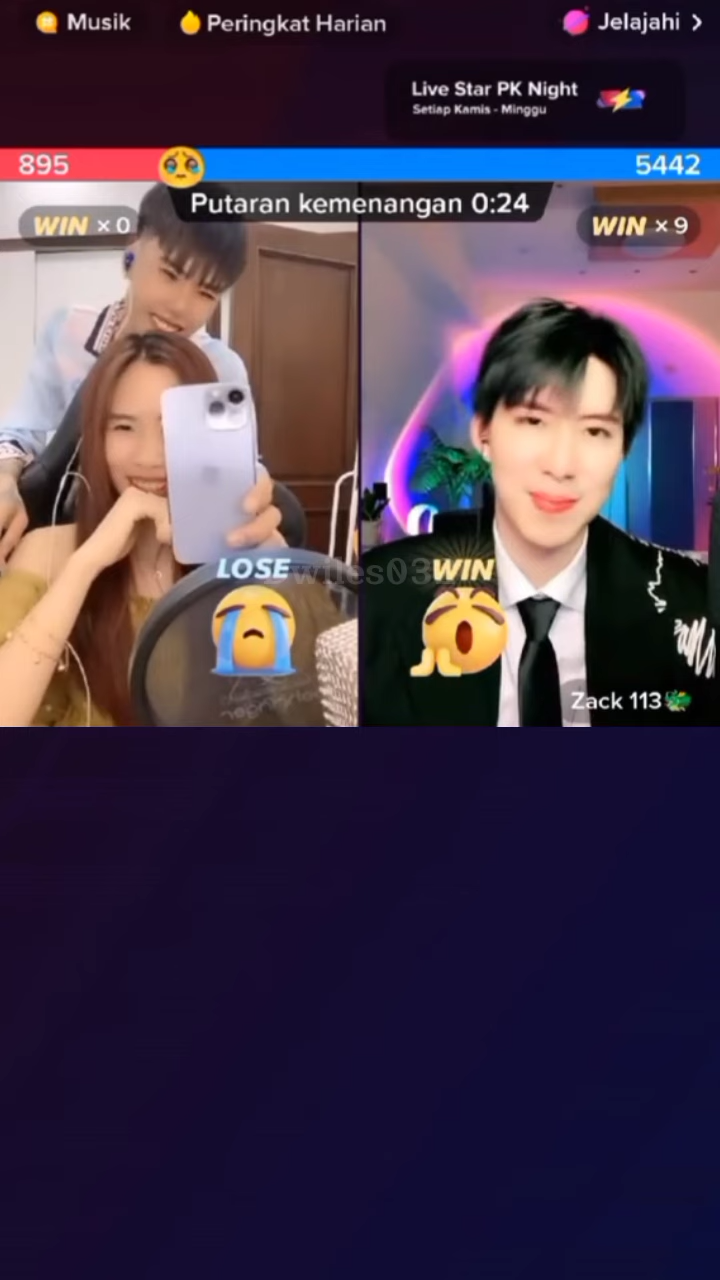 Musik
Peringkat Harian
Jelajahi
Live Star PK Night
Setiap Kamis - Minggu
895
5442
Putaran kemenangan 0:24
WIN × 0
WIN × 9
LOSE
WIN
Zack 113